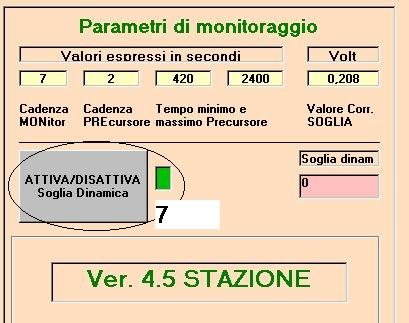 Parametri di monitoraggio
Valori espressi in secondi Volt
7 2 420 2400 0,208
Cadenza Cadenza Tempo minimo e Valore Corr.
MONitor PREcursore massimo Precursore SOGLIA
Soglia dinam
ATTIVA/DISATTIVA 0
Soglia Dinamica
7
Ver. 4.5 STAZIONE